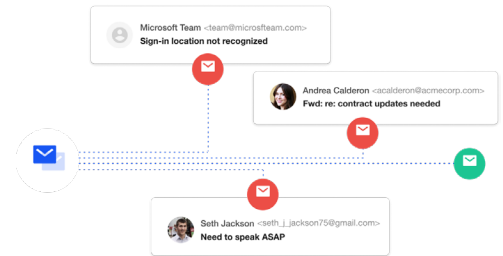 Microsoft Team <team@microsfteam.com>
Sign-in location not recognized
Andrea Calderon <acalderon@acmecorp.com>
Fwd: re: contract updates needed
Seth Jackson <seth_j_jackson75@gmail.com>
Need to speak ASAP